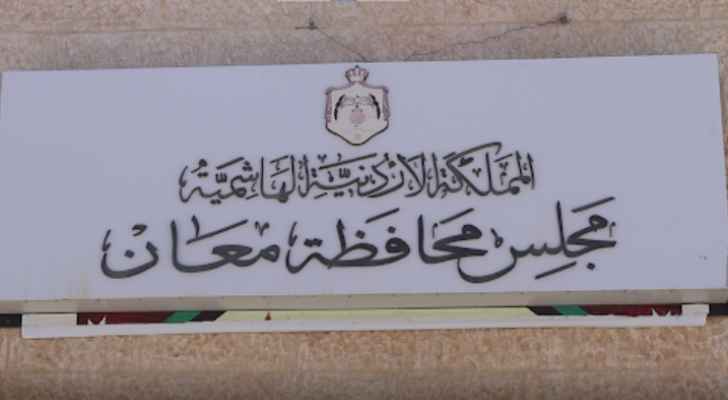 المملكة الأردنية الهاشمية
مجلس محافظة معان